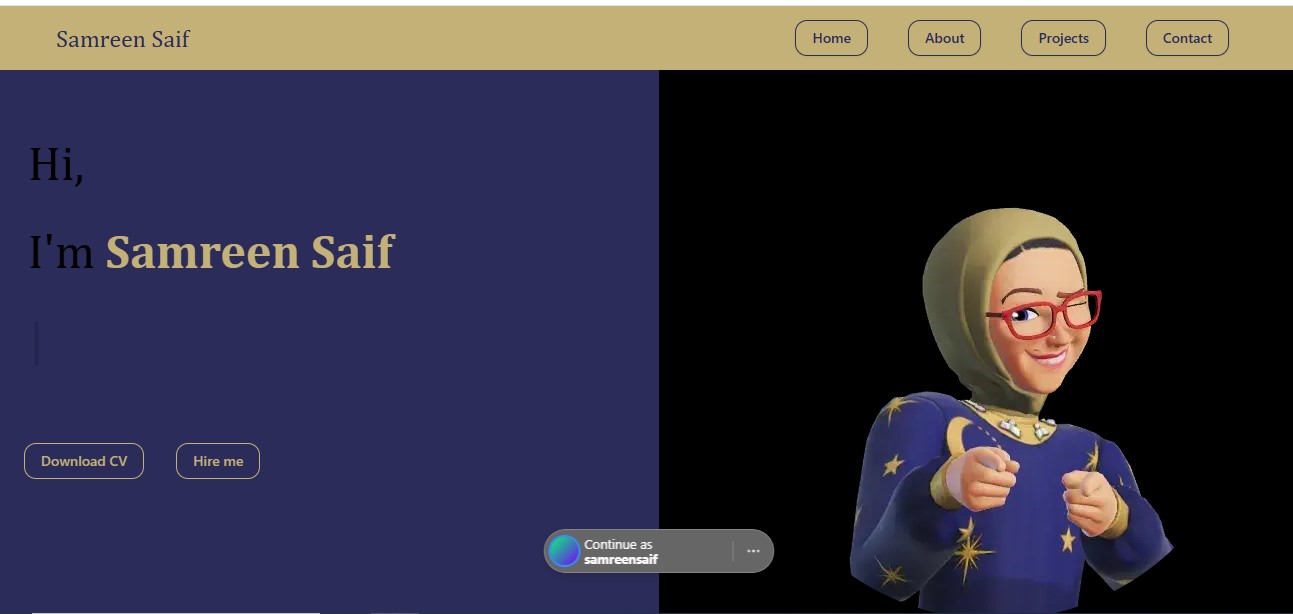 Samreen Saif
Home
About
Projects
Contact
Hi,
I'm Samreen Saif
Download CV
Hire me
Continue as
samreensaif